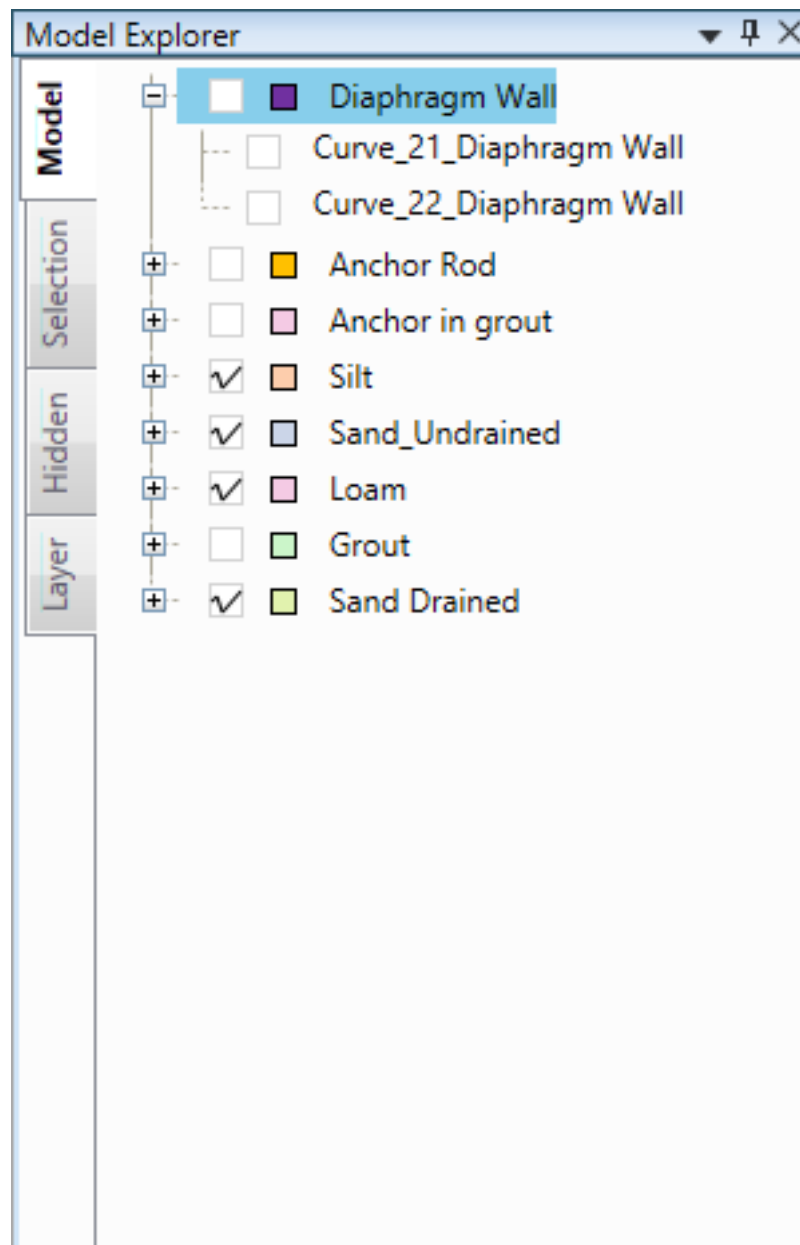 Model Explorer
Model
Selection
Hidden
Layer
Diaphragm Wall
Curve_21_Diaphragm Wall
Curve_22_Diaphragm Wall
Anchor Rod
Anchor in grout
Silt
Sand_Undrained
Loam
Grout
Sand Drained